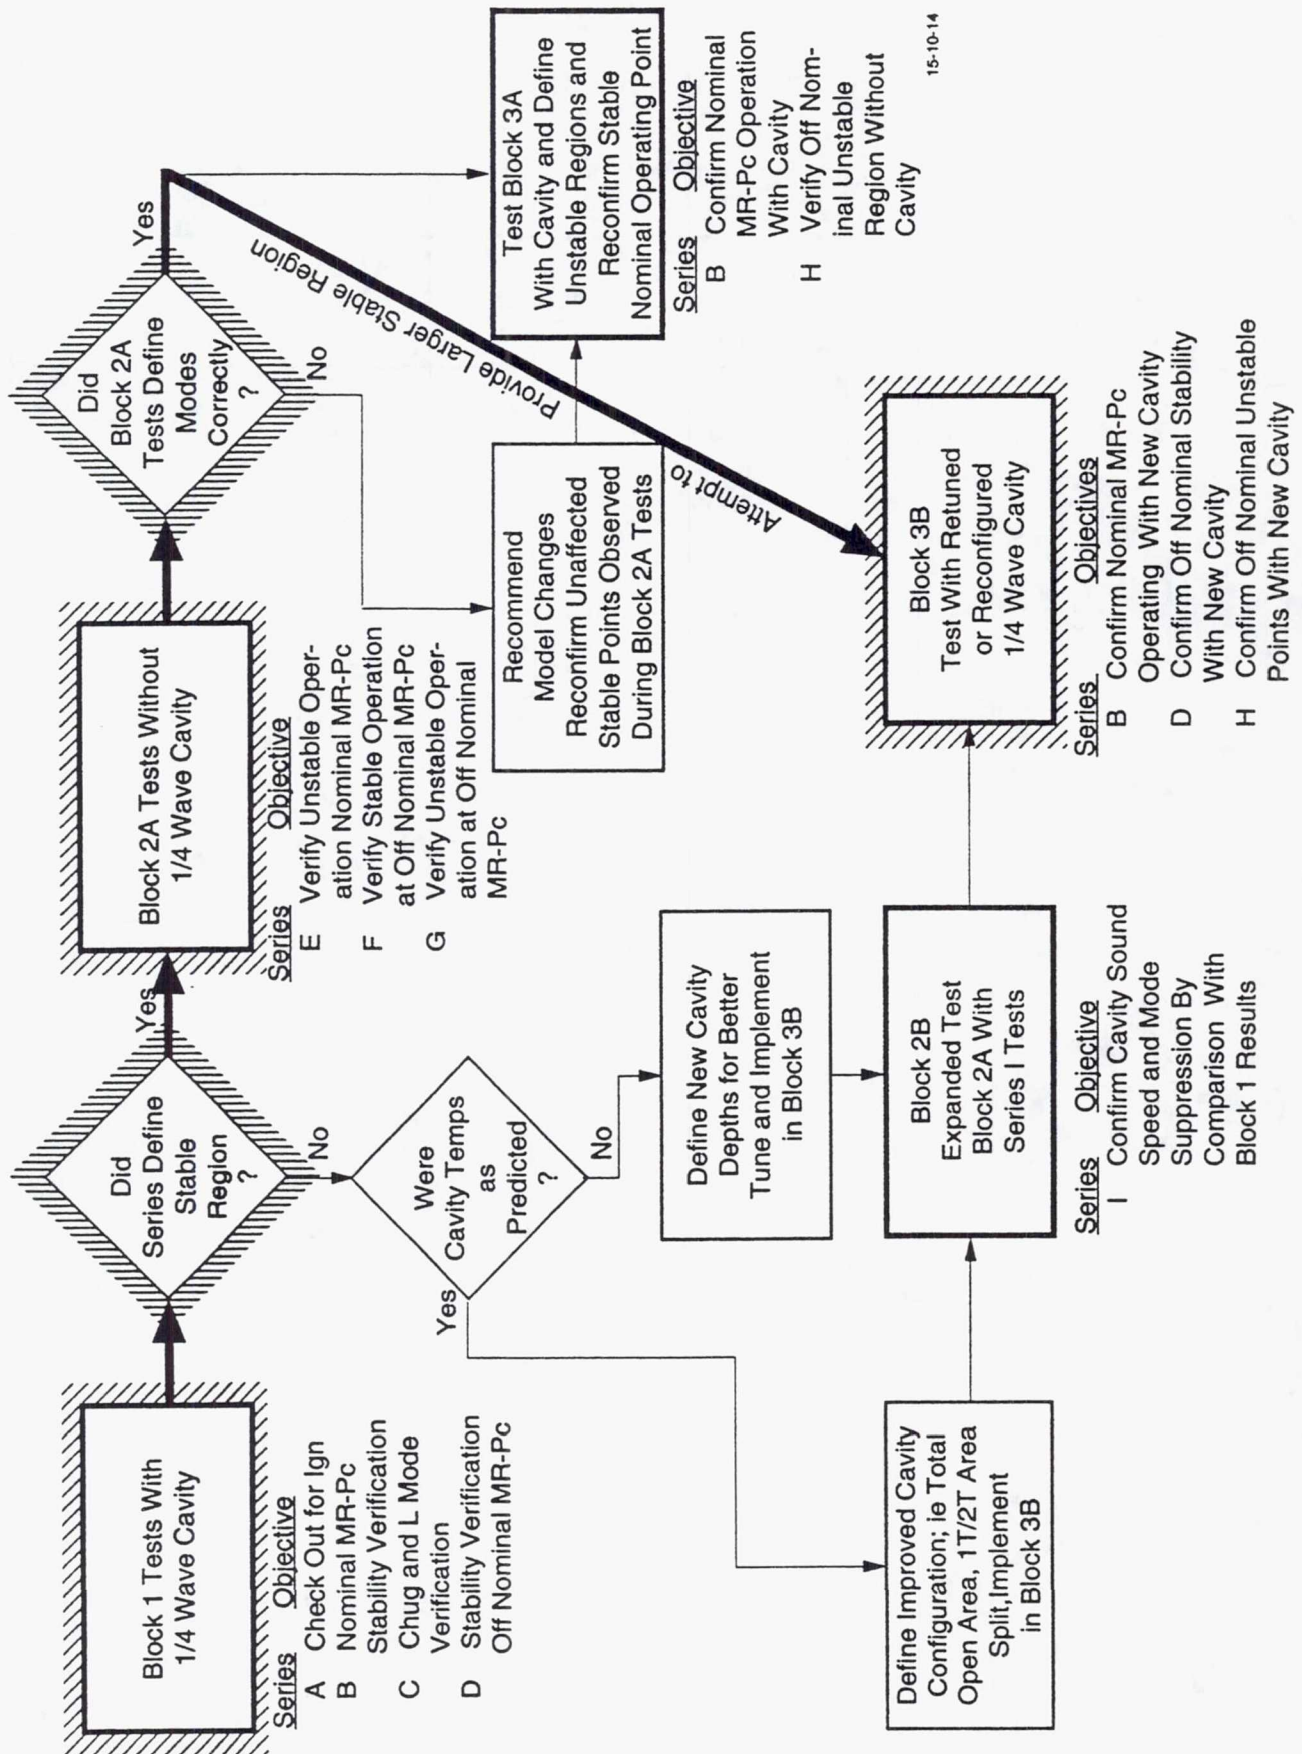 Block 1 Tests With
1/4 Wave Cavity
Series Objective
A Check Out for Ign
B Nominal MR-Pc
Stability Verification
C Chug and L Mode
Verification
D Stability Verification
Off Nominal MR-Pc
Did
Series Define
Stable
Region
?
Yes
No
Block 2A Tests Without
1/4 Wave Cavity
Series Objective
E Verify Unstable Oper-
ation Nominal MR-Pc
F Verify Stable Operation
at Off Nominal MR-Pc
G Verify Unstable Oper-
ation at Off Nominal
MR-Pc
Did
Block 2A
Tests Define
Modes
Correctly
?
Yes
No
Attempt to Provide Larger Stable Region
Were
Cavity Temps
as
Predicted
?
Yes
No
Recommend
Model Changes
Reconfirm Unaffected
Stable Points Observed
During Block 2A Tests
Test Block 3A
With Cavity and Define
Unstable Regions and
Reconfirm Stable
Nominal Operating Point
Series Objective
B Confirm Nominal
MR-Pc Operation
With Cavity
H Verify Off Nom-
inal Unstable
Region Without
Cavity
Define New Cavity
Depths for Better
Tune and Implement
in Block 3B
Define Improved Cavity
Configuration; ie Total
Open Area, 1T/2T Area
Split,Implement
in Block 3B
Block 2B
Expanded Test
Block 2A With
Series I Tests
Series Objective
I Confirm Cavity Sound
Speed and Mode
Suppression By
Comparison With
Block 1 Results
Block 3B
Test With Retuned
or Reconfigured
1/4 Wave Cavity
Series Objectives
B Confirm Nominal MR-Pc
Operating With New Cavity
D Confirm Off Nominal Stability
With New Cavity
H Confirm Off Nominal Unstable
Points With New Cavity
15-10-14